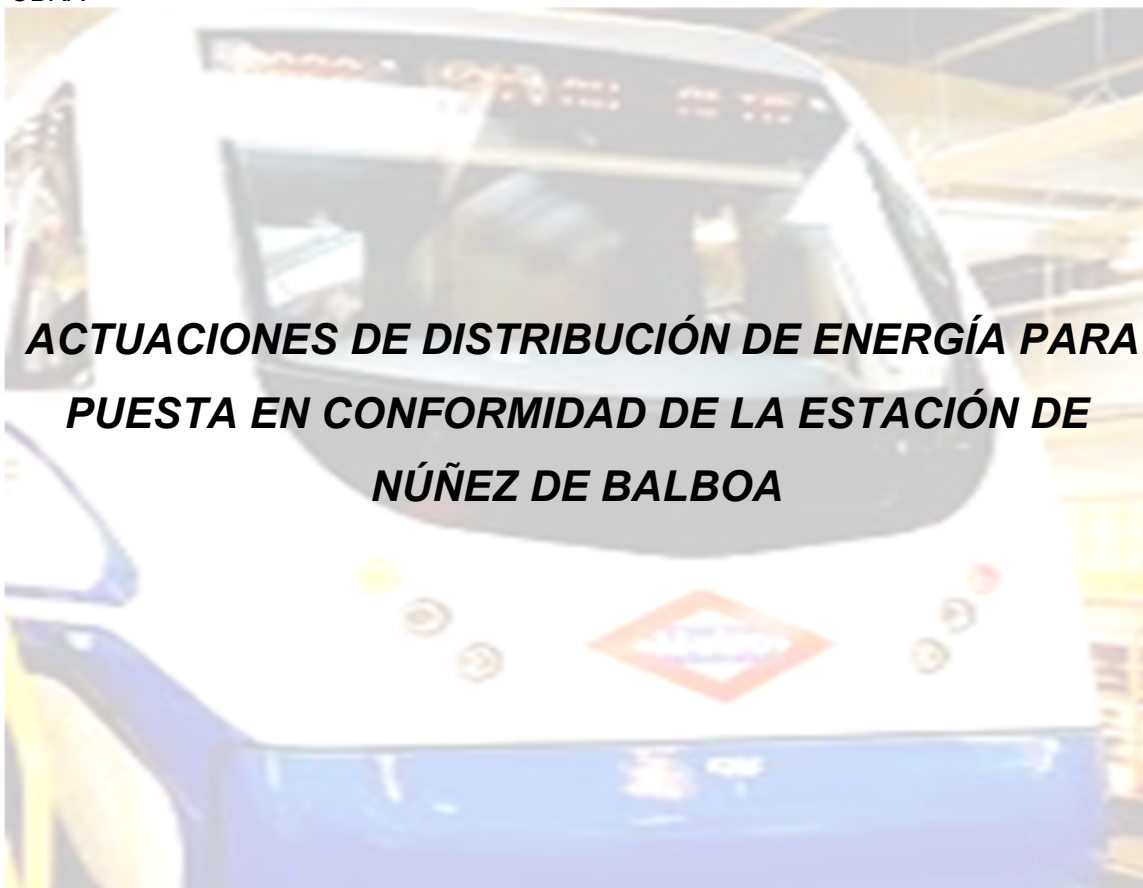 ACTUACIONES DE DISTRIBUCIÓN DE ENERGÍA PARA
PUESTA EN CONFORMIDAD DE LA ESTACIÓN DE
NÚÑEZ DE BALBOA